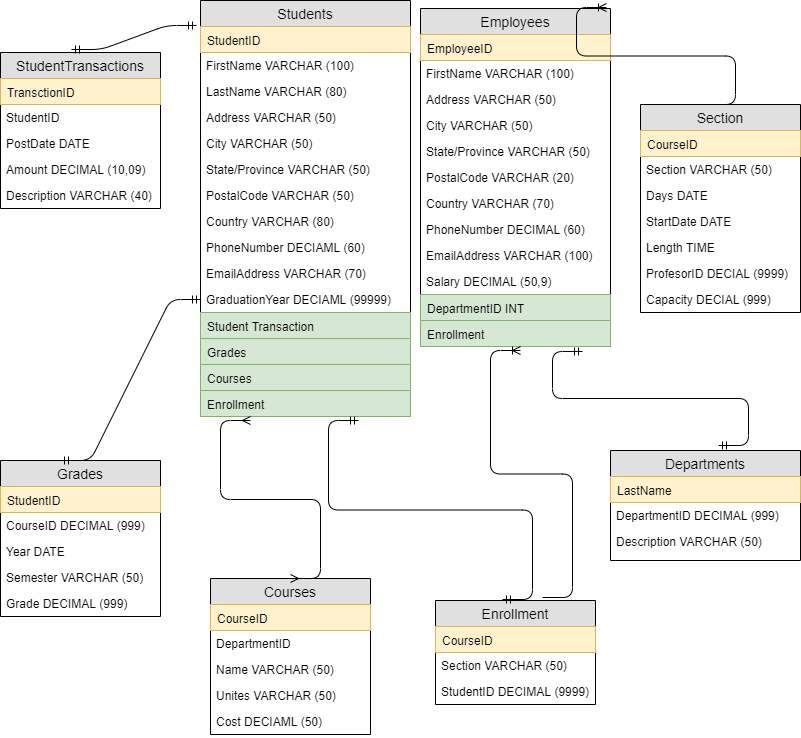 Students
StudentID
FirstName VARCHAR (100)
LastName VARCHAR (80)
Address VARCHAR (50)
City VARCHAR (50)
State/Province VARCHAR (50)
PostalCode VARCHAR (50)
Country VARCHAR (80)
PhoneNumber DECIAML (60)
EmailAddress VARCHAR (70)
GraduationYear DECIAML (99999)
Student Transaction
Grades
Courses
Enrollment
Employees
EmployeeID
FirstName VARCHAR (100)
Address VARCHAR (50)
City VARCHAR (50)
State/Province VARCHAR (50)
PostalCode VARCHAR (20)
Country VARCHAR (70)
PhoneNumber DECIMAL (60)
EmailAddress VARCHAR (100)
Salary DECIMAL (50,9)
DepartmentID INT
Enrollment
StudentTransactions
TransctionID
StudentID
PostDate DATE
Amount DECIMAL (10,09)
Description VARCHAR (40)
Section
CourseID
Section VARCHAR (50)
Days DATE
StartDate DATE
Length TIME
ProfesorID DECIAL (9999)
Capacity DECIAL (999)
Grades
StudentID
CourseID DECIMAL (999)
Year DATE
Semester VARCHAR (50)
Grade DECIMAL (999)
Departments
LastName
DepartmentID DECIMAL (999)
Description VARCHAR (50)
Courses
CourseID
DepartmentID
Name VARCHAR (50)
Unites VARCHAR (50)
Cost DECIAML (50)
Enrollment
CourseID
Section VARCHAR (50)
StudentID DECIMAL (9999)